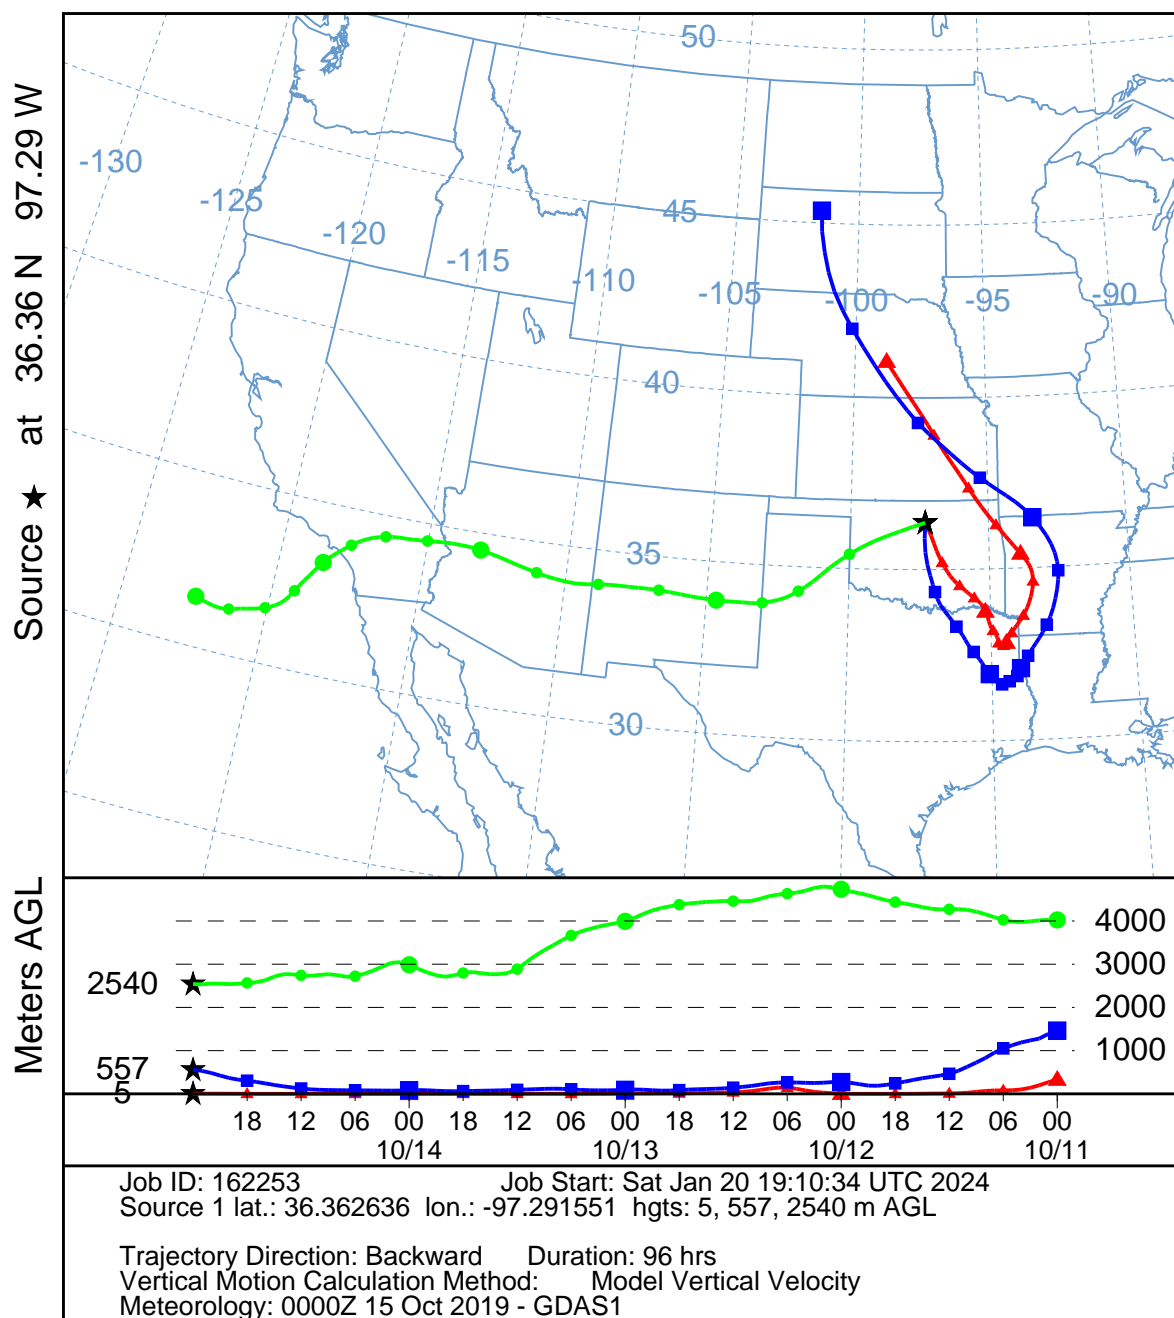 Source ★ at 36.36 N 97.29 W
50
-130
-125
45
-120
-115
-110
-105
-100
-95
-90
40
35
30
Meters AGL
4000
3000
2540
2000
1000
557
5
18 12 06 00 18 12 06 00 18 12 06 00 18 12 06 00
10/14 10/13 10/12 10/11
Job ID: 162253 Job Start: Sat Jan 20 19:10:34 UTC 2024
Source 1 lat.: 36.362636 lon.: -97.291551 hgts: 5, 557, 2540 m AGL
Trajectory Direction: Backward Duration: 96 hrs
Vertical Motion Calculation Method: Model Vertical Velocity
Meteorology: 0000Z 15 Oct 2019 - GDAS1